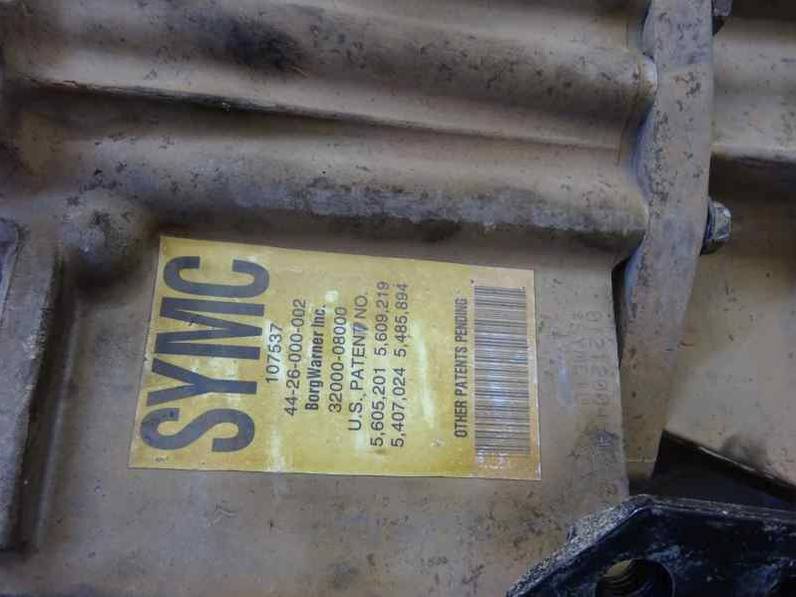 SYMC
107537
44-26-000-002
BorgWarner Inc.
32000-08000
U.S., PATENT NO.
5,605,201 5,609,219
5,407,024 5,485,894
OTHER PATENTS PENDING